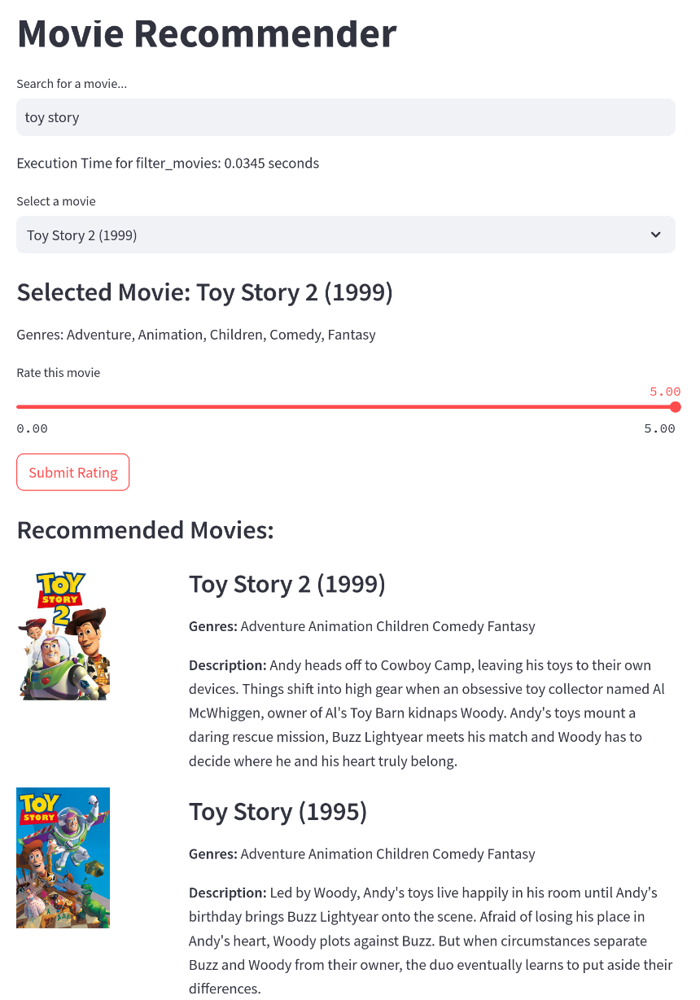 Movie Recommender
Search for a movie...
toy story
Execution Time for filter_movies: 0.0345 seconds
Select a movie
Toy Story 2 (1999)
Selected Movie: Toy Story 2 (1999)
Genres: Adventure, Animation, Children, Comedy, Fantasy
Rate this movie
5.00
0.00 5.00
Submit Rating
Recommended Movies:
TOY
STORY
2
Toy Story 2 (1999)
Genres: Adventure Animation Children Comedy Fantasy
Description: Andy heads off to Cowboy Camp, leaving his toys to their own
devices. Things shift into high gear when an obsessive toy collector named Al
McWhiggen, owner of Al's Toy Barn kidnaps Woody. Andy's toys mount a
daring rescue mission, Buzz Lightyear meets his match and Woody has to
decide where he and his heart truly belong.
TOY
STORY
Toy Story (1995)
Genres: Adventure Animation Children Comedy Fantasy
Description: Led by Woody, Andy's toys live happily in his room until Andy's
birthday brings Buzz Lightyear onto the scene. Afraid of losing his place in
Andy's heart, Woody plots against Buzz. But when circumstances separate
Buzz and Woody from their owner, the duo eventually learns to put aside their
differences.